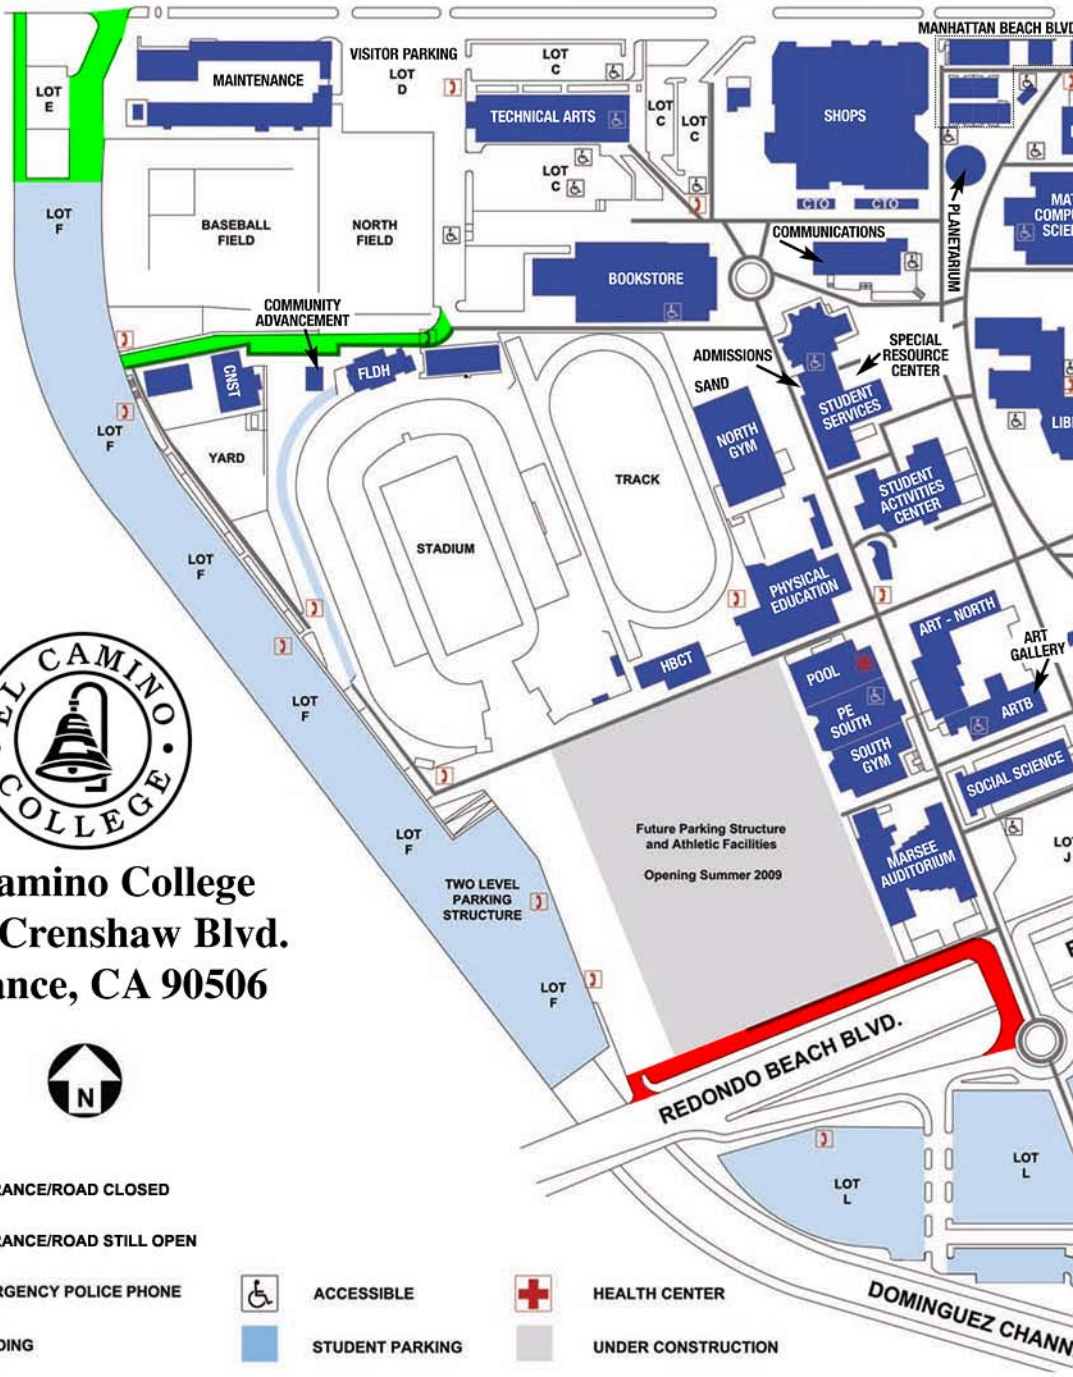 MANHATTAN BEACH BLVD
VISITOR PARKING
LOT
D
LOT
C
LOT
E
MAINTENANCE
TECHNICAL ARTS
LOT
C
LOT
C
SHOPS
LOT
C
CTO
CTO
LOT
F
BASEBALL
FIELD
NORTH
FIELD
COMMUNICATIONS
PLANETARIUM
BOOKSTORE
COMMUNITY
ADVANCEMENT
CNST
FLDH
ADMISSIONS
SPECIAL
RESOURCE
CENTER
SAND
STUDENT
SERVICES
NORTH
GYM
LOT
F
YARD
TRACK
STUDENT
ACTIVITIES
CENTER
STADIUM
LOT
F
PHYSICAL
EDUCATION
ART - NORTH
ART
GALLERY
HBCT
POOL
PE
SOUTH
SOUTH
GYM
ARTB
LOT
F
EL CAMINO
COLLEGE
SOCIAL SCIENCE
LOT
F
Future Parking Structure
and Athletic Facilities
Opening Summer 2009
MARSEE
AUDITORIUM
J
TWO LEVEL
PARKING
STRUCTURE
amino College
Crenshaw Blvd.
ance, CA 90506
LOT
F
REDONDO BEACH BLVD.
N
LOT
L
LOT
L
RANCE/ROAD CLOSED
RANCE/ROAD STILL OPEN
RGENCY POLICE PHONE
ACCESSIBLE
HEALTH CENTER
DING
STUDENT PARKING
UNDER CONSTRUCTION
DOMINGUEZ CHANN